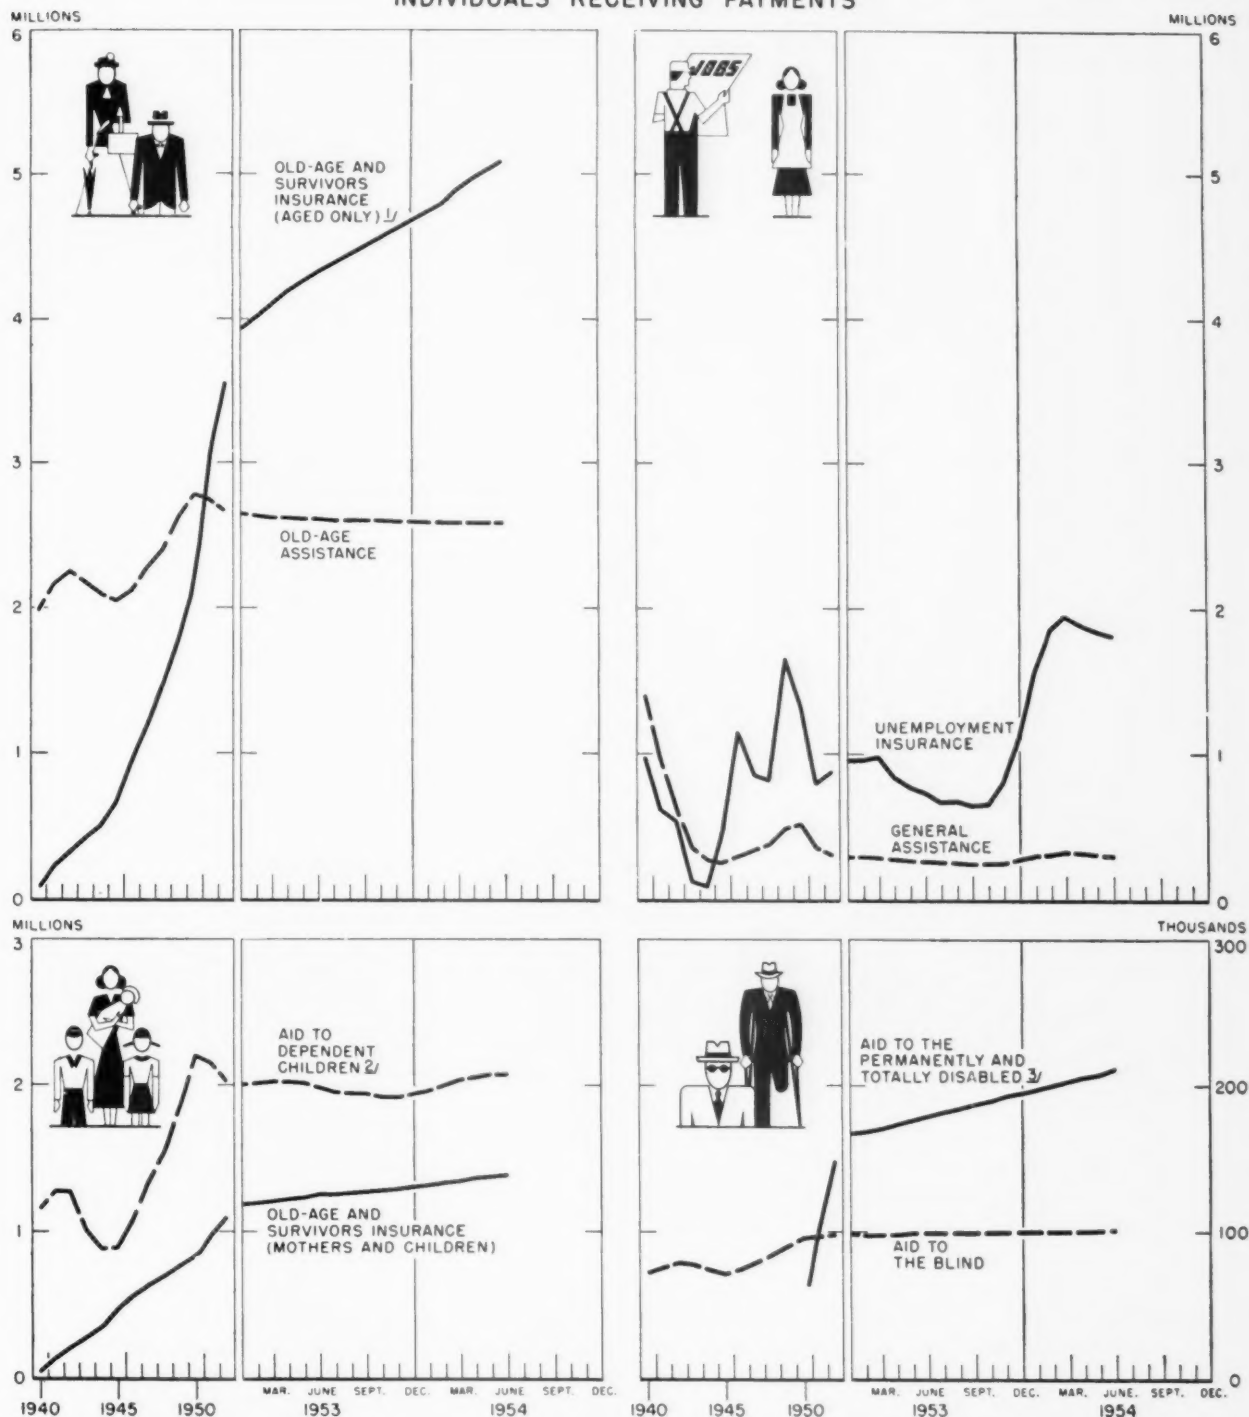 INDIVIDUALS RECEIVING PAYMENTS
MILLIONS
6
5
4
3
2
1
0
OLD-AGE AND
SURVIVORS
INSURANCE
(AGED ONLY) 1/
OLD-AGE
ASSISTANCE
JOBS
MILLIONS
6
5
4
3
2
1
0
UNEMPLOYMENT
INSURANCE
GENERAL
ASSISTANCE
MILLIONS
3
2
1
0
AID TO
DEPENDENT
CHILDREN 2/
OLD-AGE AND
SURVIVORS INSURANCE
(MOTHERS AND CHILDREN)
MAR. JUNE SEPT. DEC. MAR. JUNE SEPT. DEC.
1940 1945 1950 1953 1954
THOUSANDS
300
200
100
0
AID TO THE
PERMANENTLY AND
TOTALLY DISABLED 3/
AID TO
THE BLIND
MAR. JUNE SEPT. DEC. MAR. JUNE. SEPT. DEC.
1940 1945 1950 1953 1954